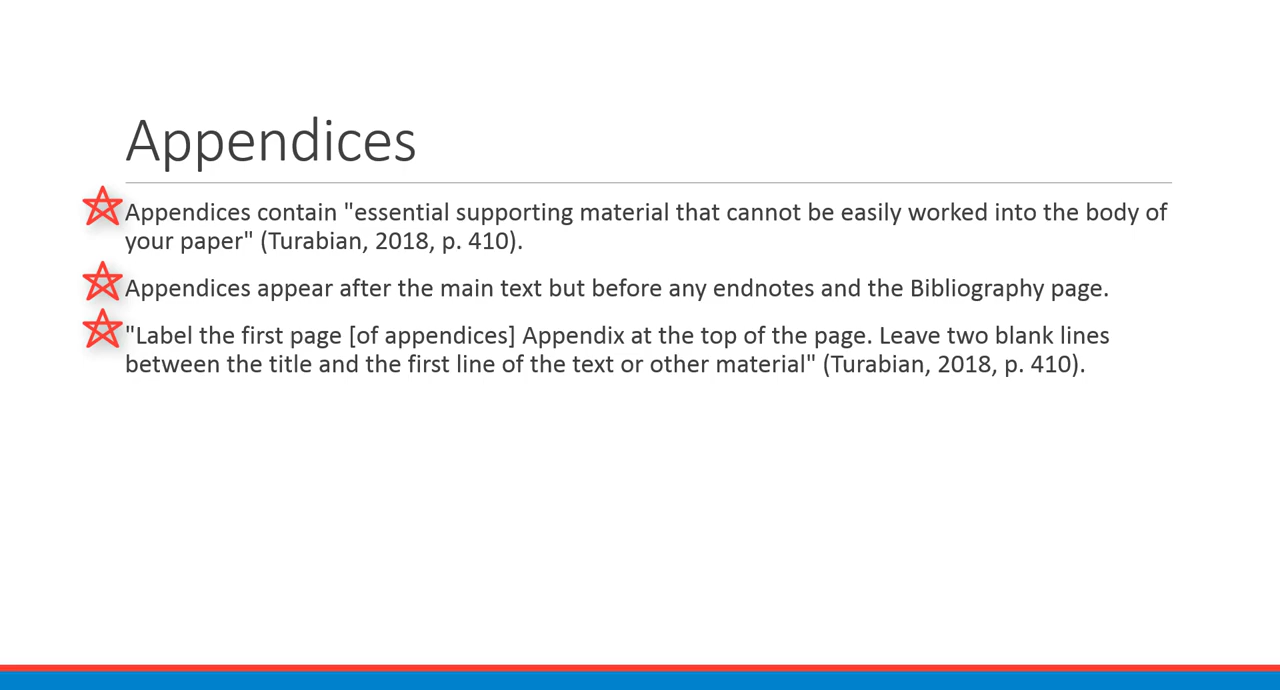 Appendices
Appendices contain "essential supporting material that cannot be easily worked into the body of
your paper" (Turabian, 2018, p. 410).
Appendices appear after the main text but before any endnotes and the Bibliography page.
"Label the first page [of appendices] Appendix at the top of the page. Leave two blank lines
between the title and the first line of the text or other material" (Turabian, 2018, p. 410).